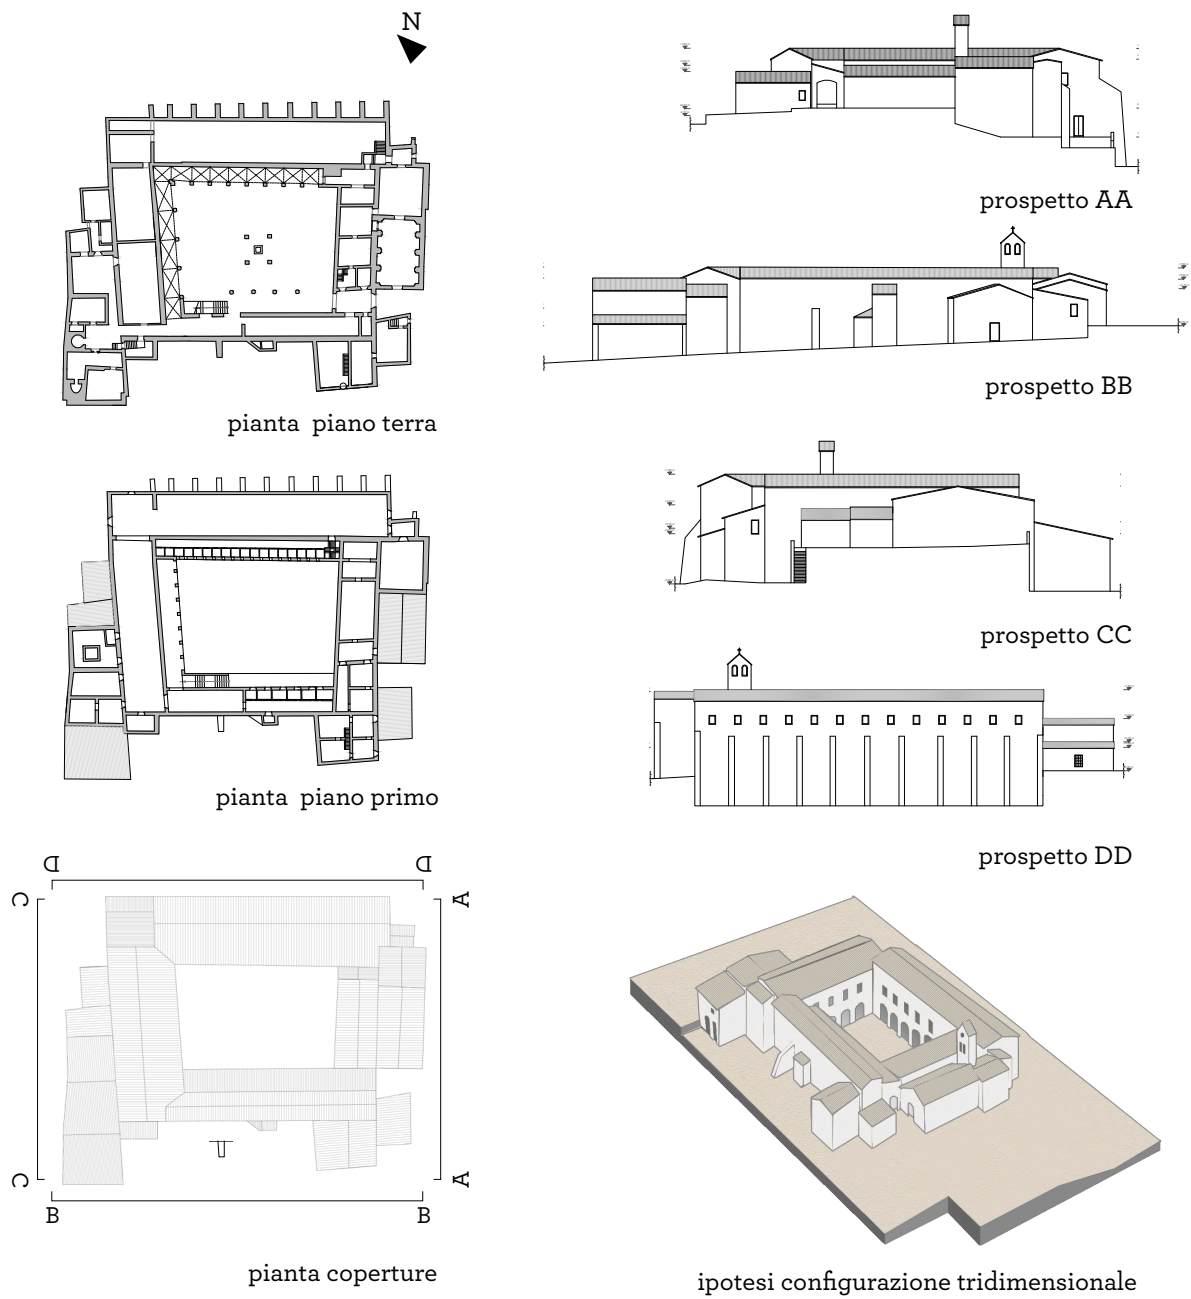 N
pianta piano terra
pianta piano primo
D D
C A
C A
B B
pianta coperture
prospetto AA
prospetto BB
prospetto CC
prospetto DD
ipotesi configurazione tridimensionale